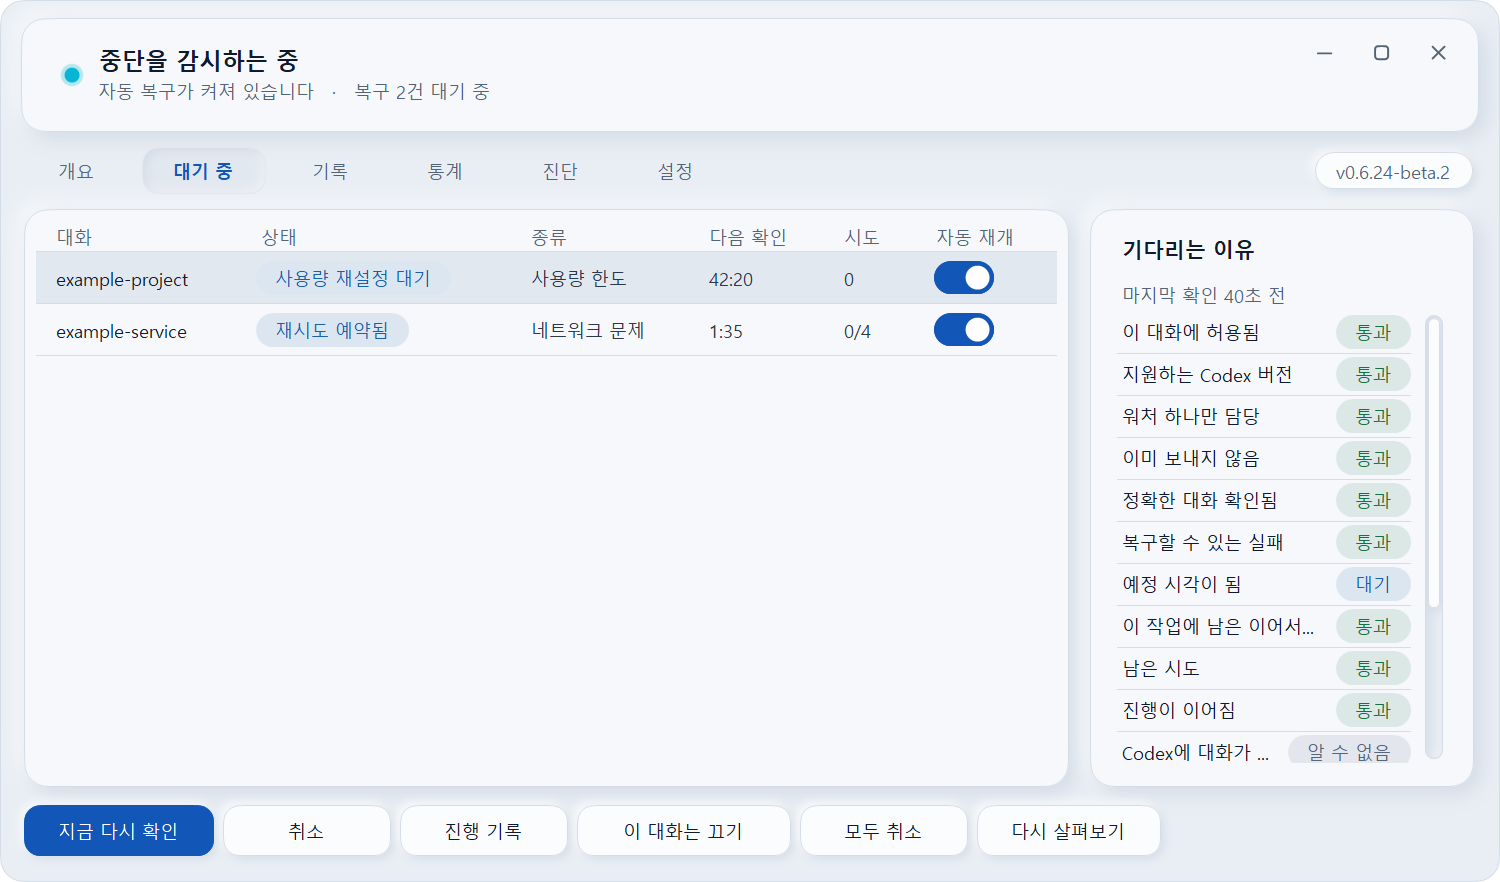 중단을 감시하는 중
자동 복구가 켜져 있습니다 · 복구 2건 대기 중
개요 대기 중 기록 통계 진단 설정 v0.6.24-beta.2
대화 상태 종류 다음 확인 시도 자동 재개
example-project 사용량 재설정 대기 사용량 한도 42:20 0
example-service 재시도 예약됨 네트워크 문제 1:35 0/4
기다리는 이유
마지막 확인 40초 전
이 대화에 허용됨 통과
지원하는 Codex 버전 통과
워처 하나만 담당 통과
이미 보내지 않음 통과
정확한 대화 확인됨 통과
복구할 수 있는 실패 통과
예정 시각이 됨 대기
이 작업에 남은 이어서... 통과
남은 시도 통과
진행이 이어짐 통과
Codex에 대화가 ... 알 수 없음
지금 다시 확인 취소 진행 기록 이 대화는 끄기 모두 취소 다시 살펴보기